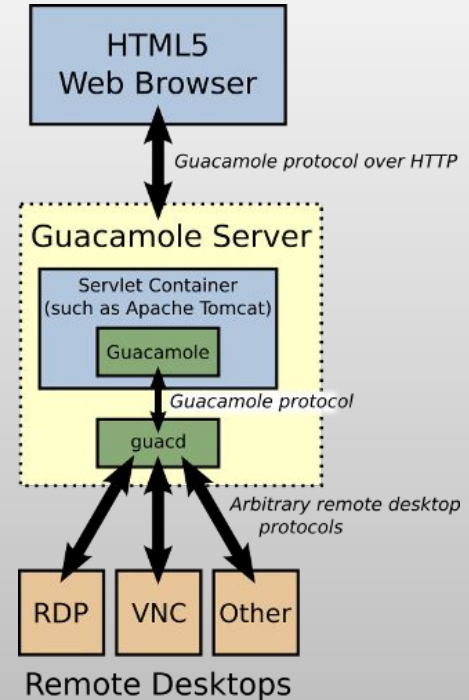 HTML5
Web Browser
Guacamole protocol over HTTP
Guacamole Server
Servlet Container
(such as Apache Tomcat)
Guacamole
Guacamole protocol
guacd
Arbitrary remote desktop
protocols
RDP
VNC
Other
Remote Desktops